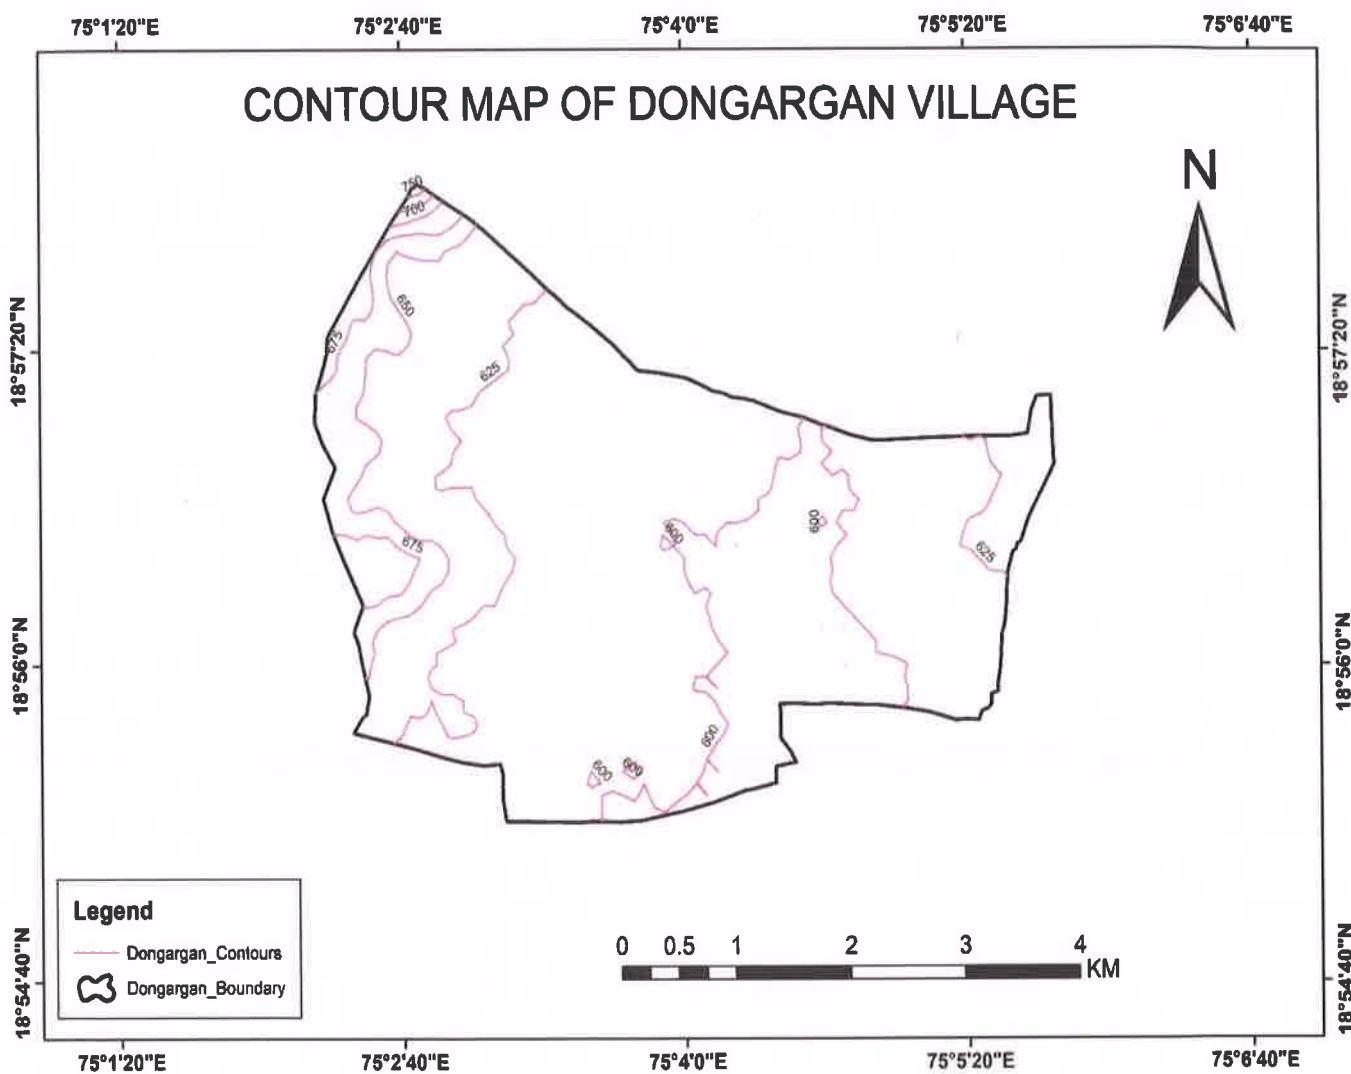 75°1'20"E 75°2'40"E 75°4'0"E 75°5'20"E 75°6'40"E
CONTOUR MAP OF DONGARGAN VILLAGE
N
750
700
650
675
625
18°57'20"N
18°57'20"N
600
600
675
625
18°56'0"N
18°56'0"N
600
600
600
Legend
Dongargan_Contours
Dongargan_Boundary
0 0.5 1 2 3 4
KM
18°54'40"N
18°54'40"N
75°1'20"E 75°2'40"E 75°4'0"E 75°5'20"E 75°6'40"E